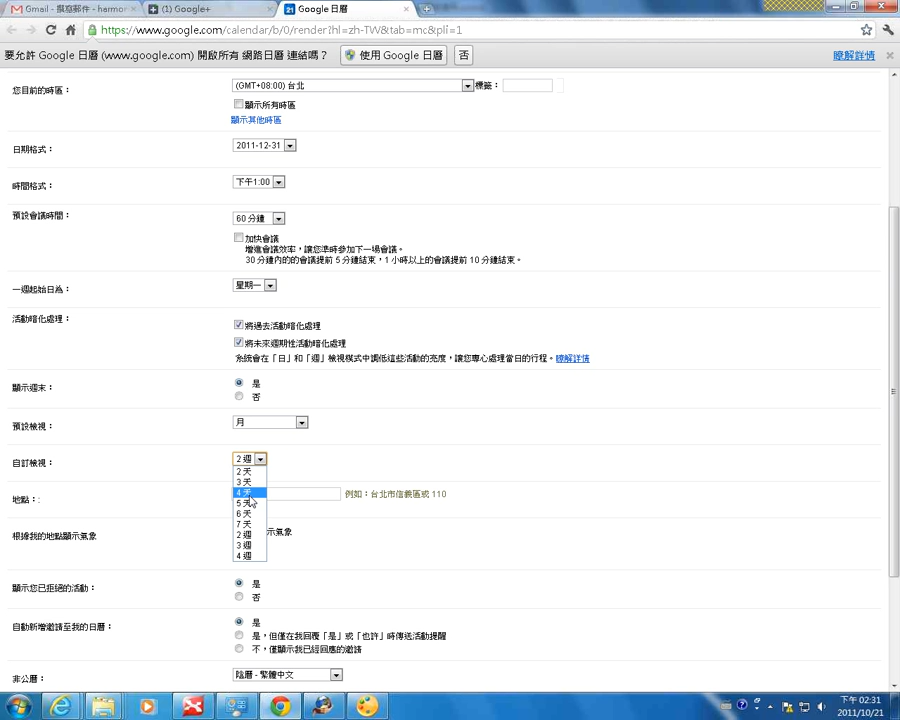 Gmail - 撰寫郵件 - harmon
(1) Google+
21 Google 日曆
https://www.google.com/calendar/b/0/render?hl=zh-TW&tab=mc&pli=1
要允許 Google 日曆 (www.google.com) 開啟所有 網路日曆 連結嗎？ 使用 Google 日曆 否 瞭解詳情
您目前的時區： (GMT+08:00) 台北 標籤：
顯示所有時區
顯示其他時區
日期格式： 2011-12-31
時間格式： 下午1:00
預設會議時間： 60 分鐘
加快會議
增進會議效率，讓您準時參加下一場會議。
30 分鐘內的的會議提前 5 分鐘結束，1 小時以上的會議提前 10 分鐘結束。
一週起始日為： 星期一
活動暗化處理：
將過去活動暗化處理
將未來週期性活動暗化處理
系統會在「日」和「週」檢視模式中調低這些活動的亮度，讓您專心處理當日的行程。瞭解詳情
顯示週末： 是
否
預設檢視： 月
自訂檢視： 2 週
2 天
3 天
4 天
地點：: 例如：台北市信義區或 110
5 天
6 天
7 天
根據我的地點顯示氣象 示氣象
2 週
3 週
4 週
顯示您已拒絕的活動： 是
否
自動新增邀請至我的日曆： 是
是，但僅在我回覆「是」或「也許」時傳送活動提醒
不，僅顯示我已經回應的邀請
非公曆： 陰曆 - 繁體中文
下午 02:31
2011/10/21